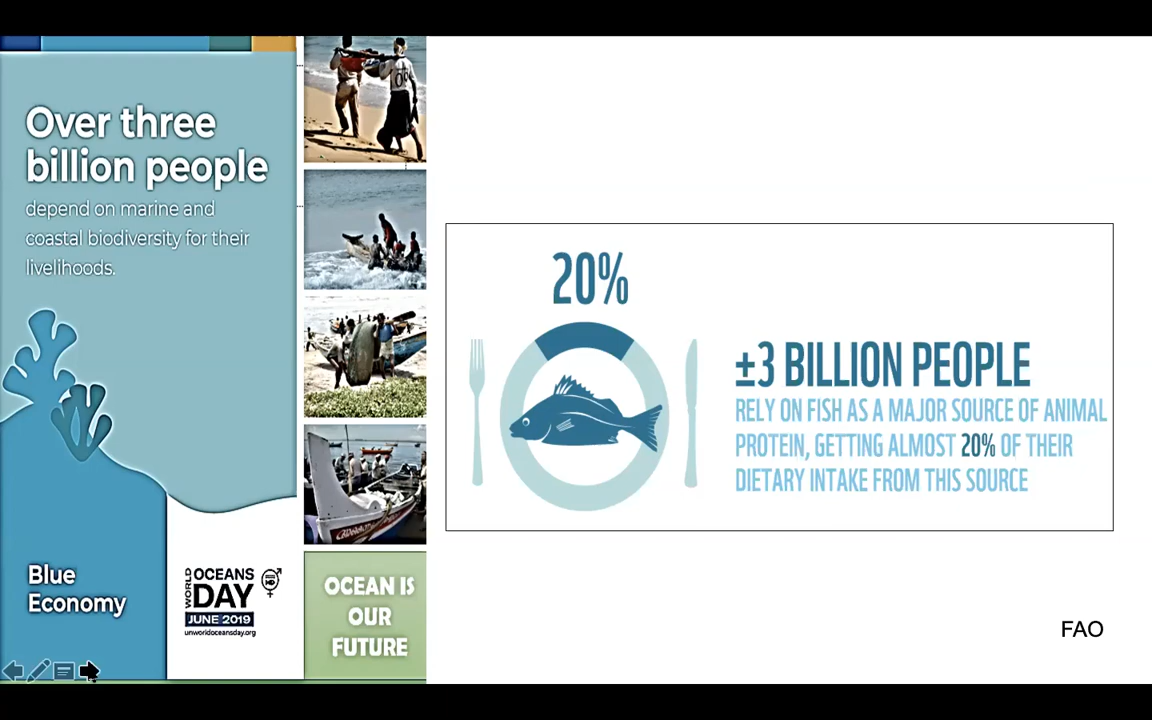 Over three
billion people
depend on marine and
coastal biodiversity for their
livelihoods.
Blue
Economy
WORLD
OCEANS
DAY
JUNE 2019
unworldoceansday.org
OCEAN IS
OUR
FUTURE
20%
±3 BILLION PEOPLE
RELY ON FISH AS A MAJOR SOURCE OF ANIMAL
PROTEIN, GETTING ALMOST 20% OF THEIR
DIETARY INTAKE FROM THIS SOURCE
FAO